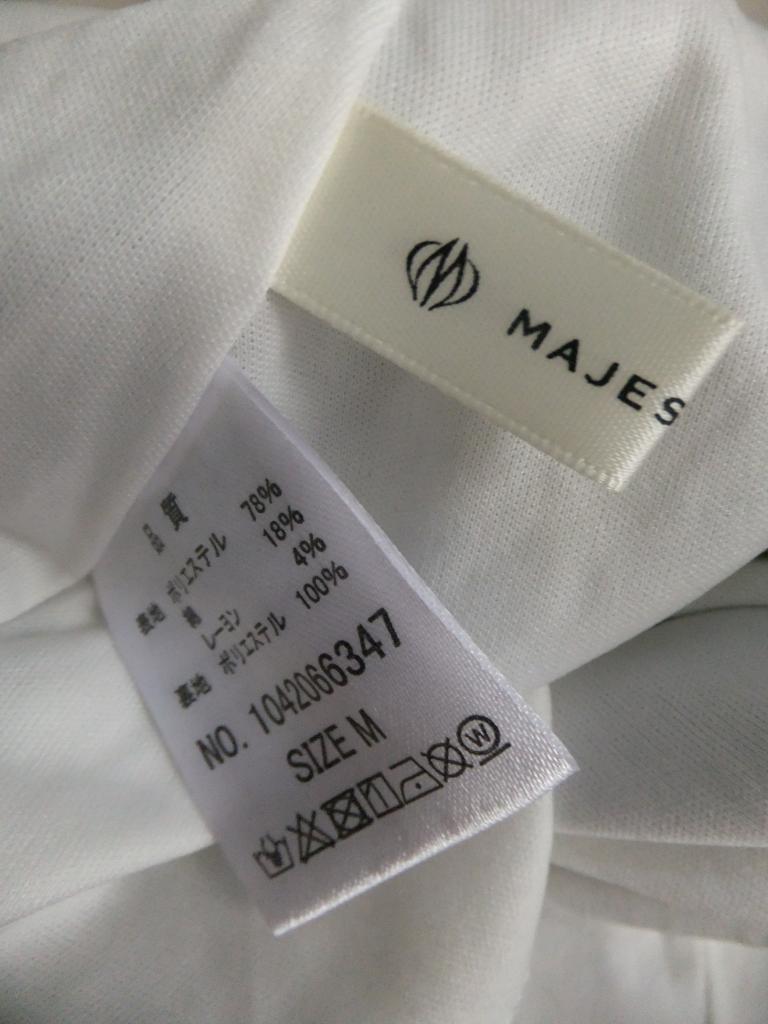 MAJES
品質
表地 ポリエステル 78%
綿 18%
レーヨン 4%
裏地 ポリエステル 100%
NO. 1042066347
SIZE M
W